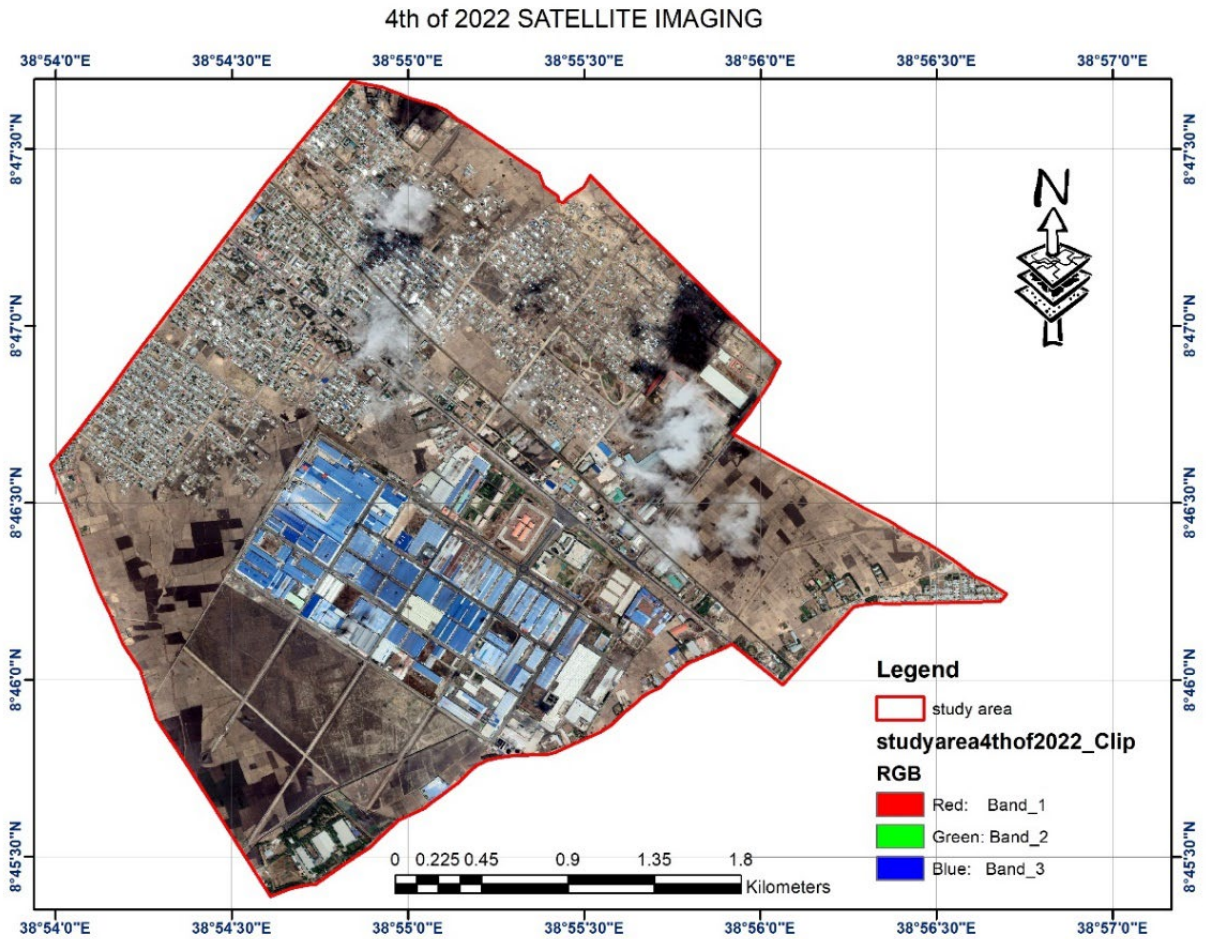 4th of 2022 SATELLITE IMAGING
38°54'0"E 38°54'30"E 38°55'0"E 38°55'30"E 38°56'0"E 38°56'30"E 38°57'0"E
8°47'30"N 8°47'30"N
N
8°47'0"N 8°47'0"N
8°46'30"N 8°46'30"N
8°46'0"N 8°46'0"N
Legend
study area
studyarea4thof2022_Clip
RGB
Red: Band_1
Green: Band_2
Blue: Band_3
8°45'30"N 8°45'30"N
0 0.225 0.45 0.9 1.35 1.8
Kilometers
38°54'0"E 38°54'30"E 38°55'0"E 38°55'30"E 38°56'0"E 38°56'30"E 38°57'0"E